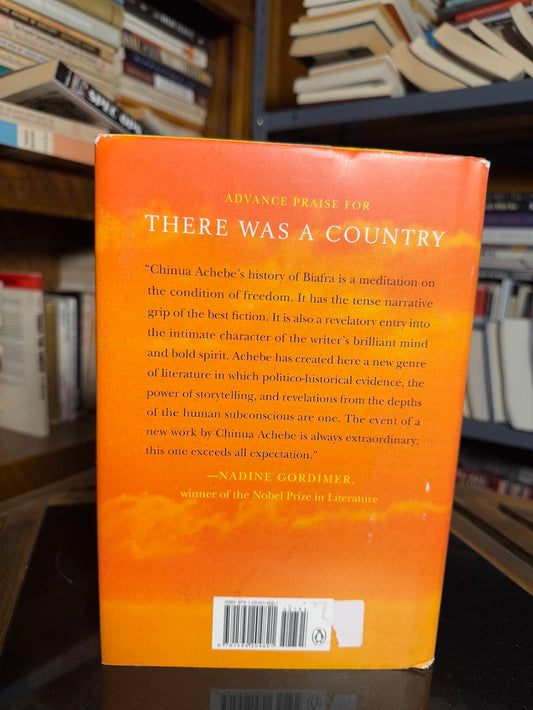 ADVANCE PRAISE FOR
THERE WAS A COUNTRY
“Chinua Achebe’s history of Biafra is a meditation on
the condition of freedom. It has the tense narrative
grip of the best fiction. It is also a revelatory entry into
the intimate character of the writer’s brilliant mind
and bold spirit. Achebe has created here a new genre
of literature in which politico-historical evidence, the
power of storytelling, and revelations from the depths
of the human subconscious are one. The event of a
new work by Chinua Achebe is always extraordinary;
this one exceeds all expectation.”
—NADINE GORDIMER,
winner of the Nobel Prize in Literature